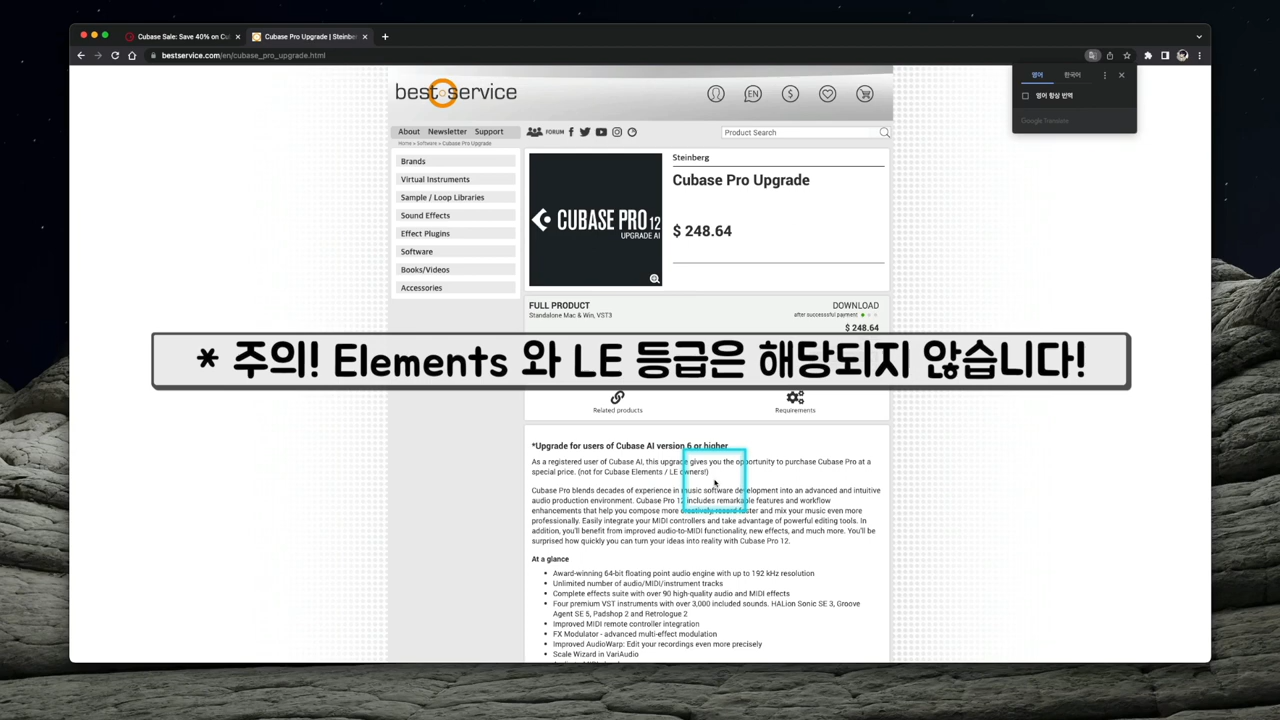 Cubase Sale: Save 40% on Cu
Cubase Pro Upgrade | Steinber
bestservice.com/en/cubase_pro_upgrade.html
영어
한국어
영어 항상 번역
Google Translate
best service
EN
$
About
Newsletter
Support
FORUM
Product Search
Home » Software » Cubase Pro Upgrade
Brands
Virtual Instruments
Sample / Loop Libraries
Sound Effects
Effect Plugins
Software
Books/Videos
Accessories
CUBASE PRO 12
UPGRADE AI
Steinberg
Cubase Pro Upgrade
$ 248.64
FULL PRODUCT
Standalone Mac & Win, VST3
DOWNLOAD
after successful payment
$ 248.64
* 주의! Elements 와 LE 등급은 해당되지 않습니다!
Related products
Requirements
*Upgrade for users of Cubase AI version 6 or higher
As a registered user of Cubase AI, this upgrade gives you the opportunity to purchase Cubase Pro at a
special price. (not for Cubase Elements / LE owners!)
Cubase Pro blends decades of experience in music software development into an advanced and intuitive
audio production environment. Cubase Pro 12 includes remarkable features and workflow
enhancements that help you compose more creatively, record faster and mix your music even more
professionally. Easily integrate your MIDI controllers and take advantage of powerful editing tools. In
addition, you'll benefit from improved audio-to-MIDI functionality, new effects, and much more. You'll be
surprised how quickly you can turn your ideas into reality with Cubase Pro 12.
At a glance
Award-winning 64-bit floating point audio engine with up to 192 kHz resolution
Unlimited number of audio/MIDI/instrument tracks
Complete effects suite with over 90 high-quality audio and MIDI effects
Four premium VST instruments with over 3,000 included sounds. HALion Sonic SE 3, Groove
Agent SE 5, Padshop 2 and Retrologue 2
Improved MIDI remote controller integration
FX Modulator - advanced multi-effect modulation
Improved AudioWarp: Edit your recordings even more precisely
Scale Wizard in VariAudio